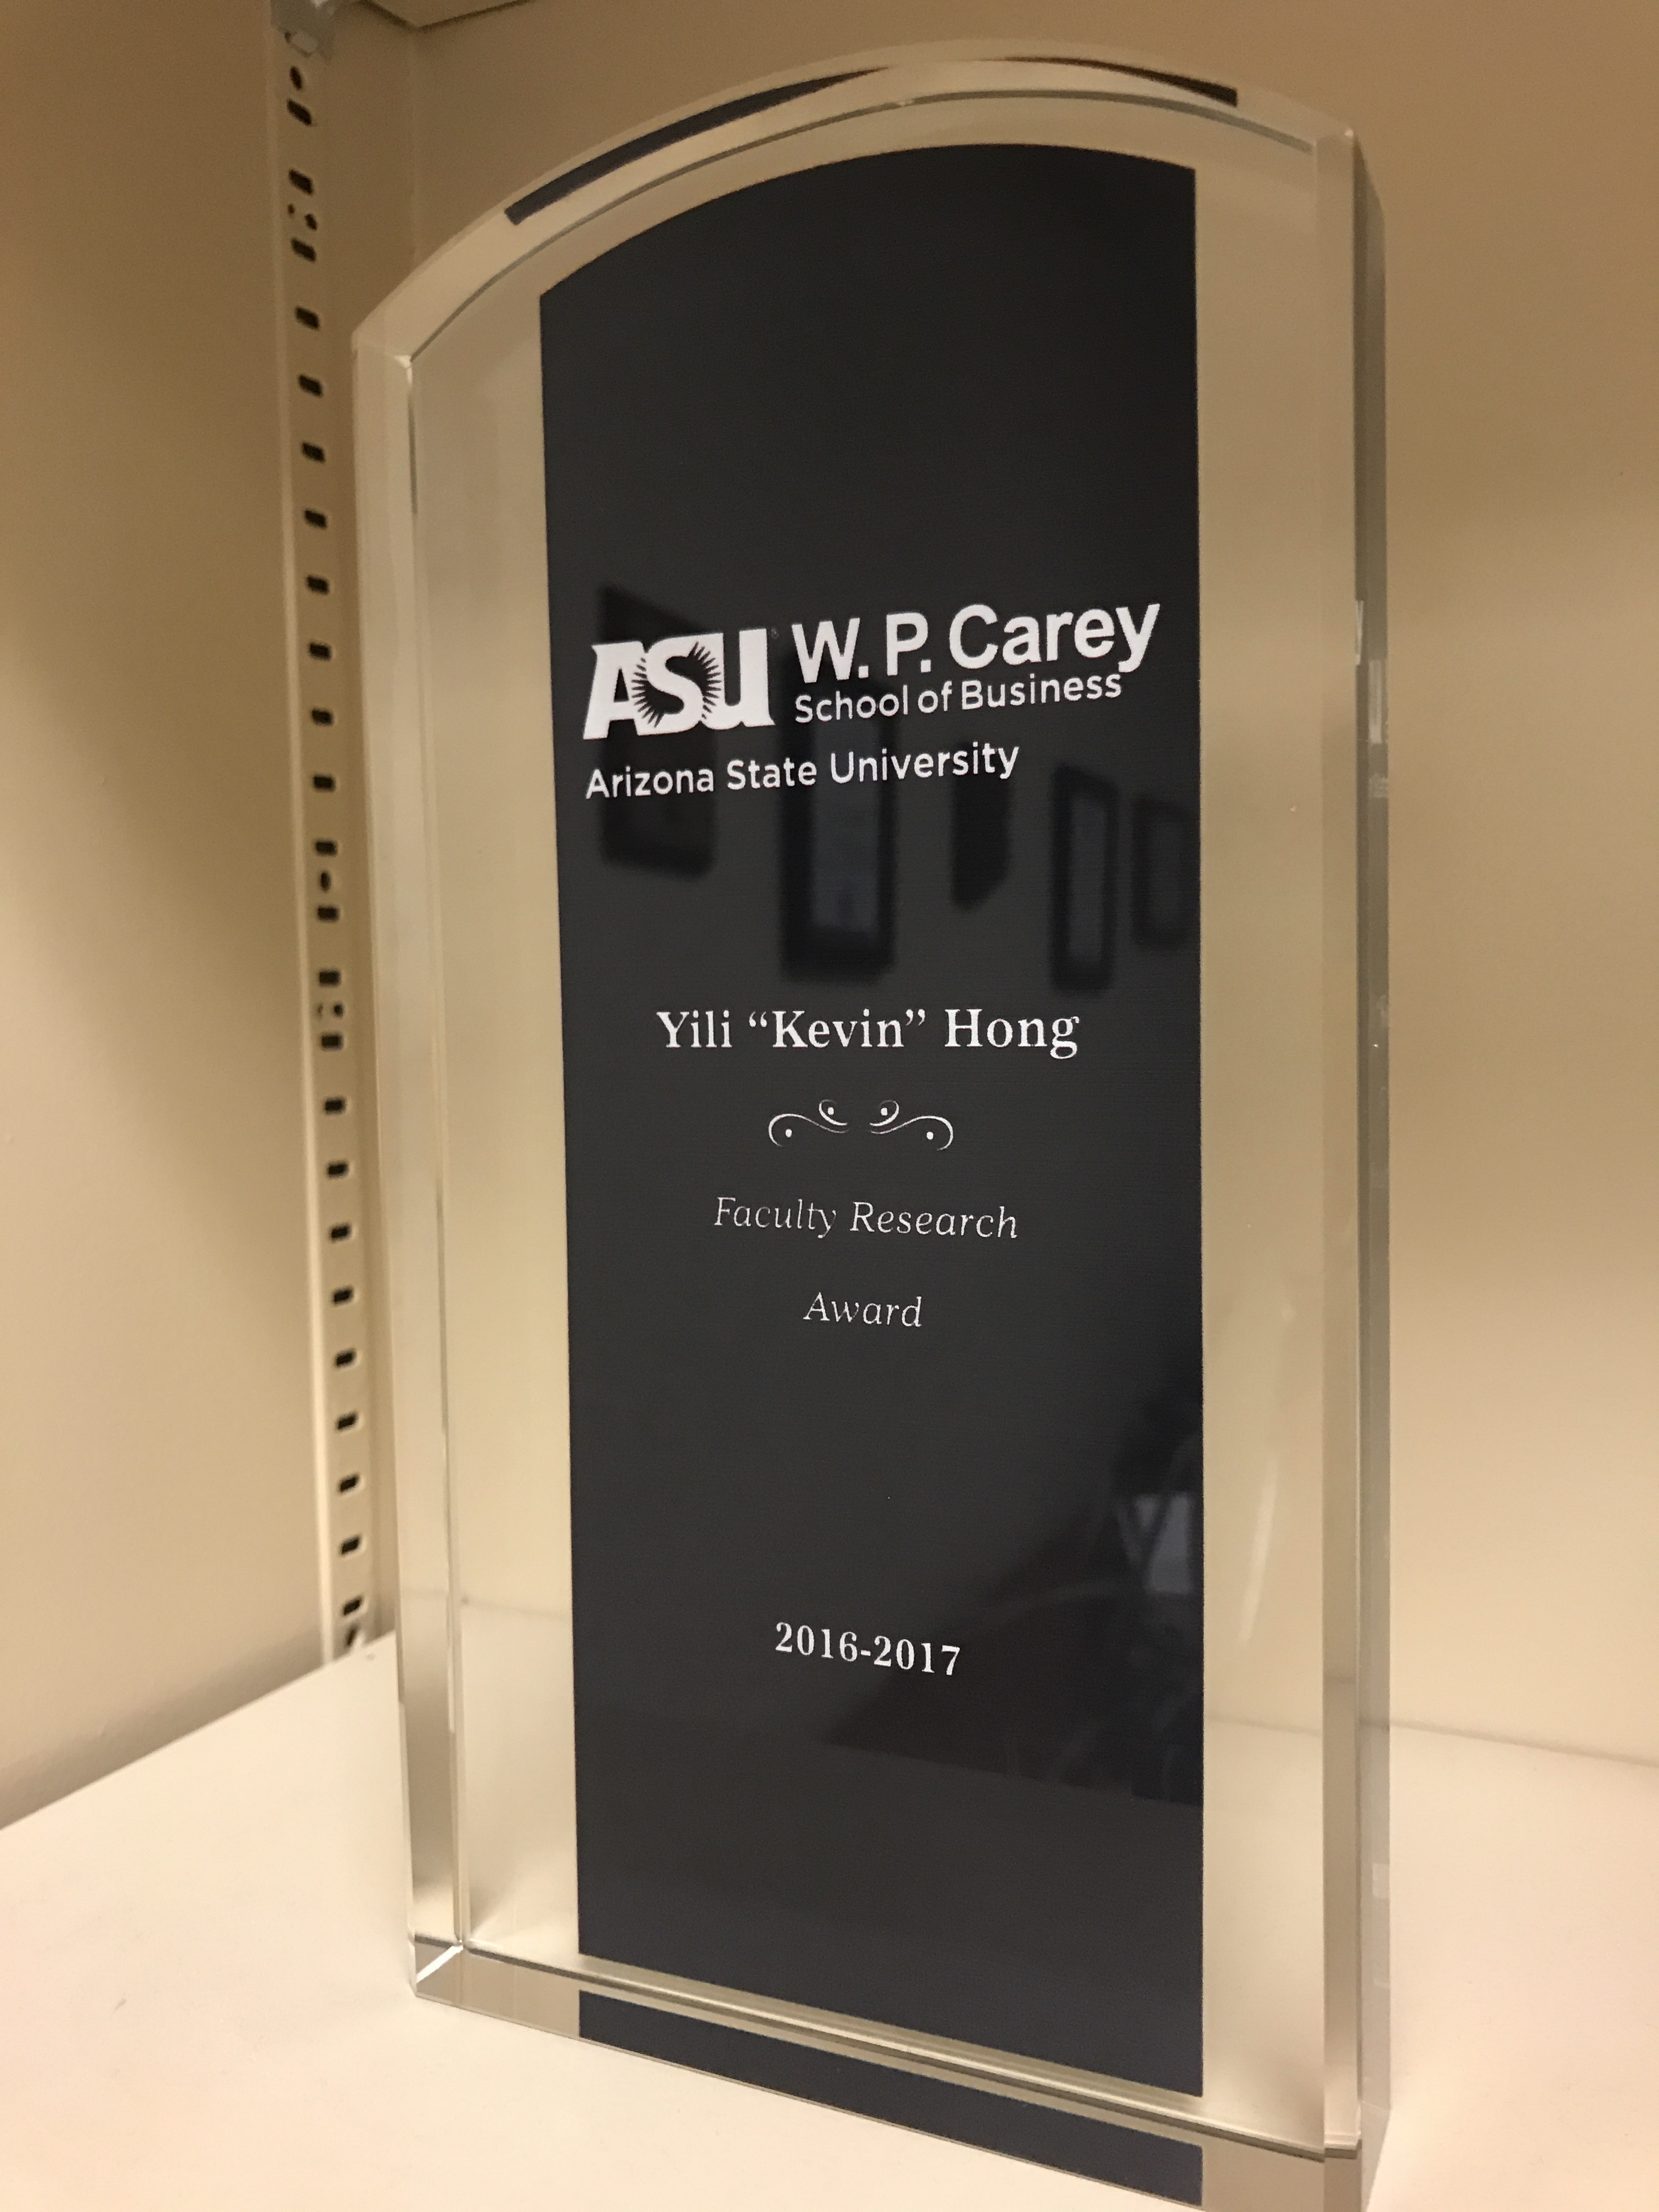 ASU W. P. Carey
School of Business
Arizona State University
Yili “Kevin” Hong
Faculty Research
Award
2016-2017